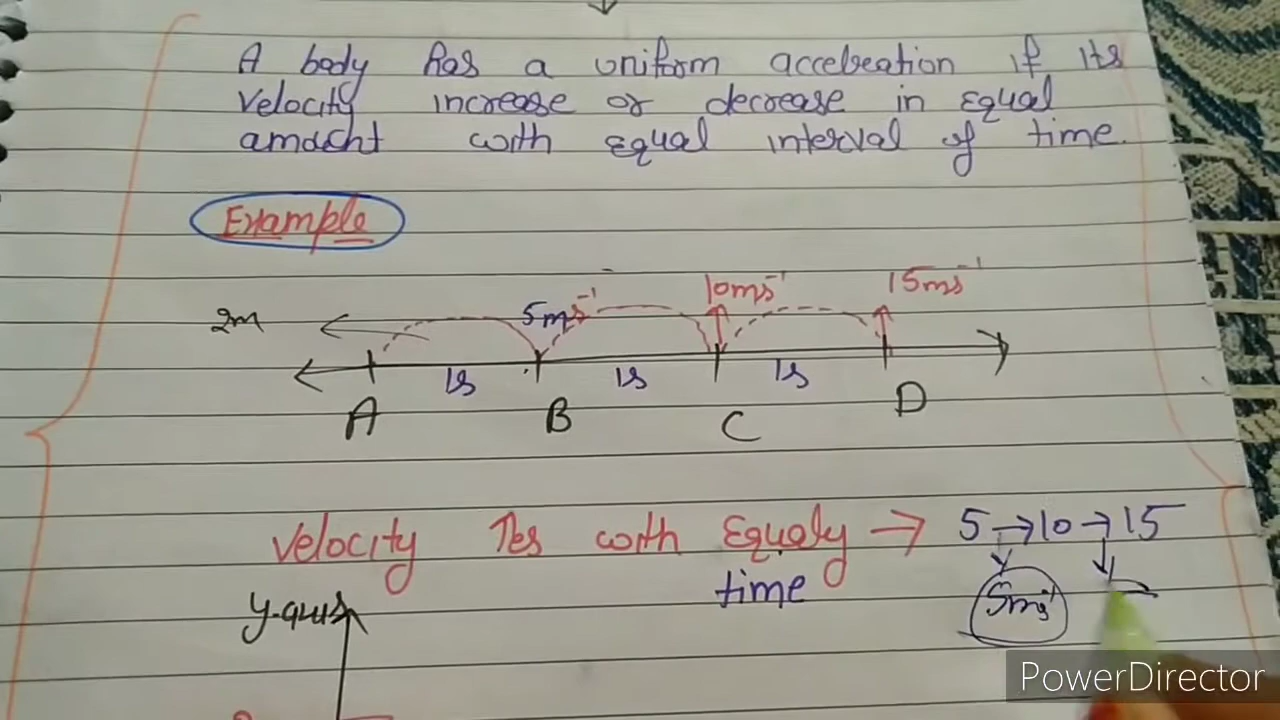 A body has a uniform accelreation if its
velocity increase or decrease in equal
amount with equal interval of time.
Example
2m 5ms⁻¹ 10ms⁻¹ 15ms⁻¹
1s 1s 1s
A B C D
velocity ↑es with Equaly → 5 → 10 → 15
time
5ms⁻¹
y-axis
PowerDirector